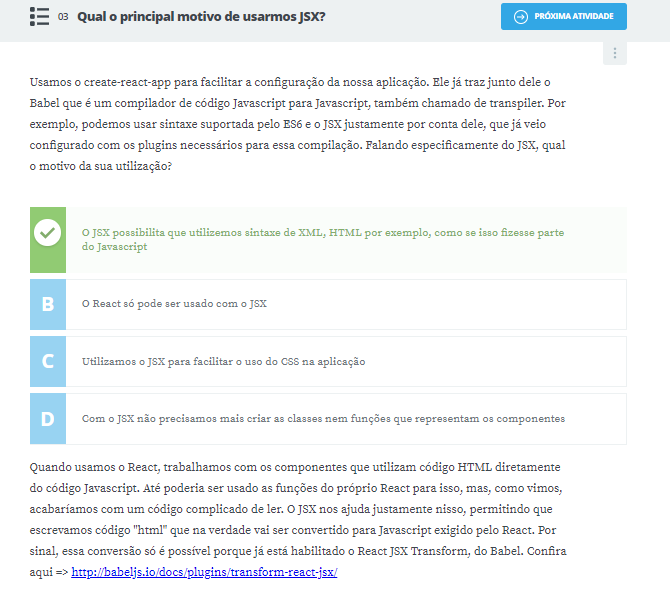 03 Qual o principal motivo de usarmos JSX?
PRÓXIMA ATIVIDADE
Usamos o create-react-app para facilitar a configuração da nossa aplicação. Ele já traz junto dele o
Babel que é um compilador de código Javascript para Javascript, também chamado de transpiler. Por
exemplo, podemos usar sintaxe suportada pelo ES6 e o JSX justamente por conta dele, que já veio
configurado com os plugins necessários para essa compilação. Falando especificamente do JSX, qual
o motivo da sua utilização?
O JSX possibilita que utilizemos sintaxe de XML, HTML por exemplo, como se isso fizesse parte
do Javascript
B O React só pode ser usado com o JSX
C Utilizamos o JSX para facilitar o uso do CSS na aplicação
D Com o JSX não precisamos mais criar as classes nem funções que representam os componentes
Quando usamos o React, trabalhamos com os componentes que utilizam código HTML diretamente
do código Javascript. Até poderia ser usado as funções do próprio React para isso, mas, como vimos,
acabaríamos com um código complicado de ler. O JSX nos ajuda justamente nisso, permitindo que
escrevamos código "html" que na verdade vai ser convertido para Javascript exigido pelo React. Por
sinal, essa conversão só é possível porque já está habilitado o React JSX Transform, do Babel. Confira
aqui => http://babeljs.io/docs/plugins/transform-react-jsx/